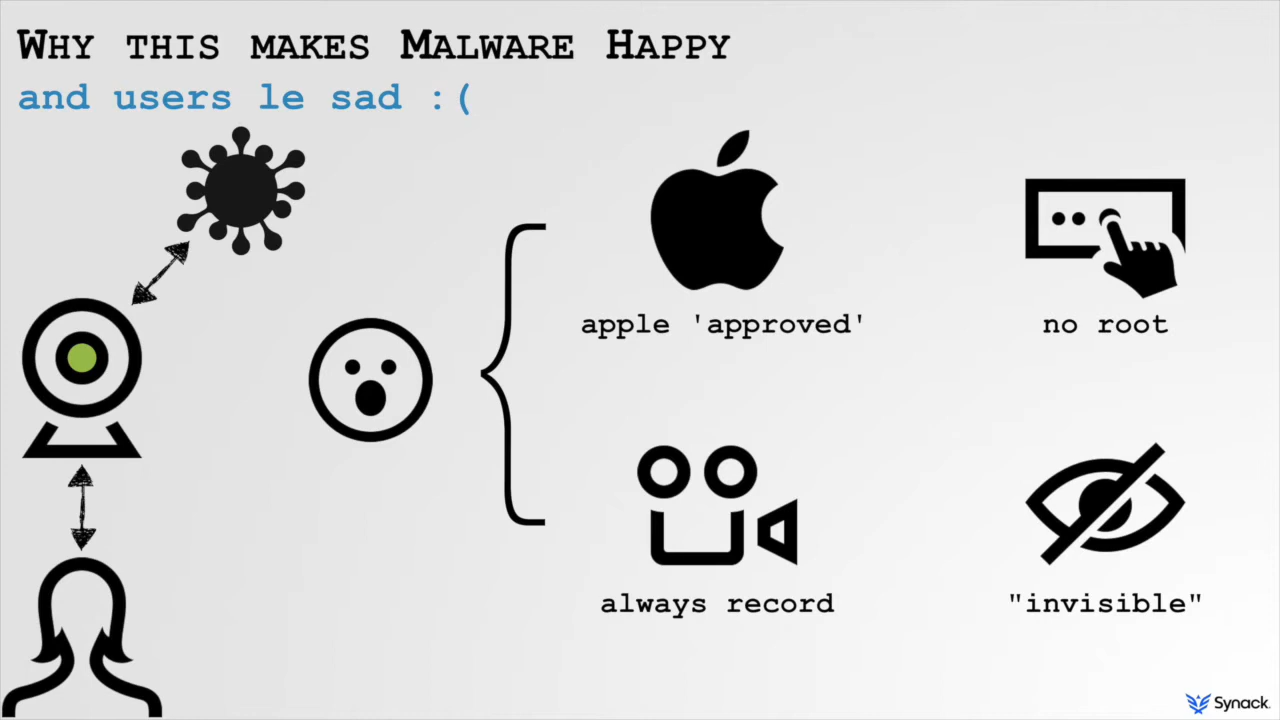 Why this makes Malware Happy
and users le sad :(
apple 'approved'
no root
always record
"invisible"
Synack.